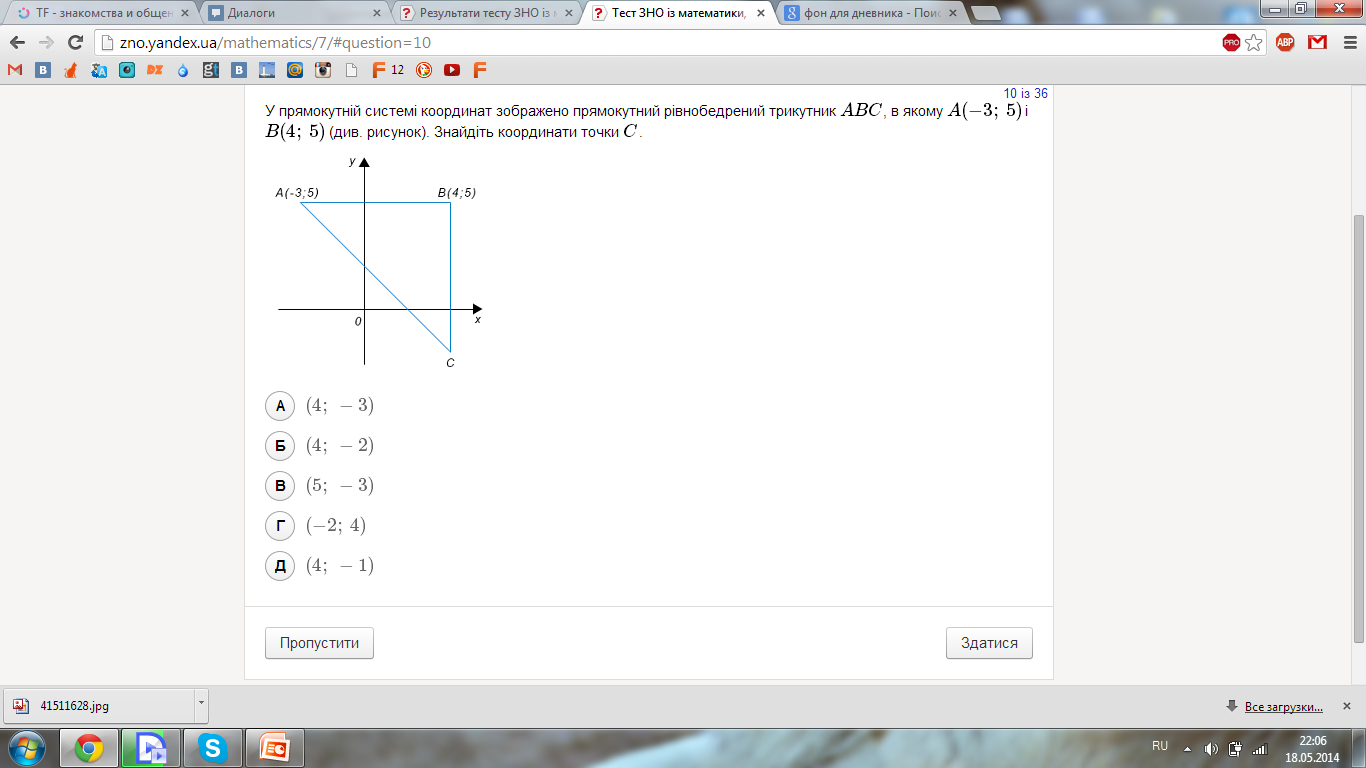 TF - знакомства и общен
Диалоги
Результати тесту ЗНО із м
Тест ЗНО із математики,
фон для дневника - Поис
zno.yandex.ua/mathematics/7/#question=10
12
10 із 36
У прямокутній системі координат зображено прямокутний рівнобедрений трикутник ABC, в якому A(−3; 5) і
B(4; 5) (див. рисунок). Знайдіть координати точки C.
y
A(-3;5)
B(4;5)
0
x
C
А (4; −3)
Б (4; −2)
В (5; −3)
Г (−2; 4)
Д (4; −1)
Пропустити
Здатися
41511628.jpg
Все загрузки...
RU
22:06
18.05.2014